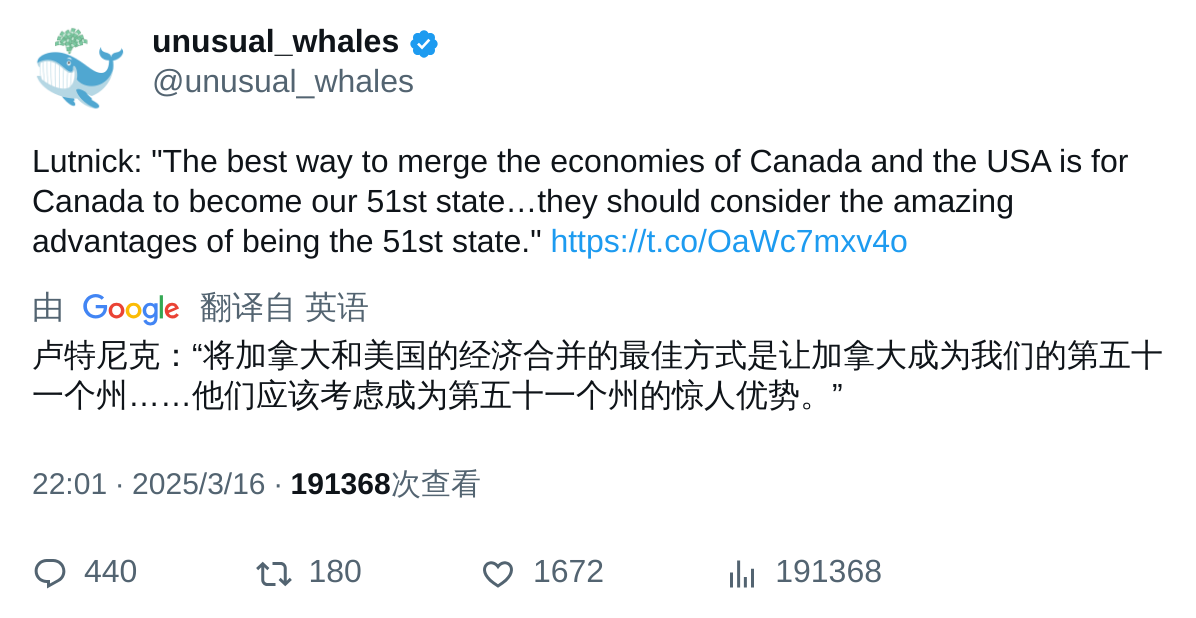 unusual_whales
@unusual_whales
Lutnick: "The best way to merge the economies of Canada and the USA is for
Canada to become our 51st state…they should consider the amazing
advantages of being the 51st state." https://t.co/OaWc7mxv4o
由 Google 翻译自 英语
卢特尼克：“将加拿大和美国的经济合并的最佳方式是让加拿大成为我们的第五十
一个州……他们应该考虑成为第五十一个州的惊人优势。”
22:01 · 2025/3/16 · 191368次查看
440 180 1672 191368